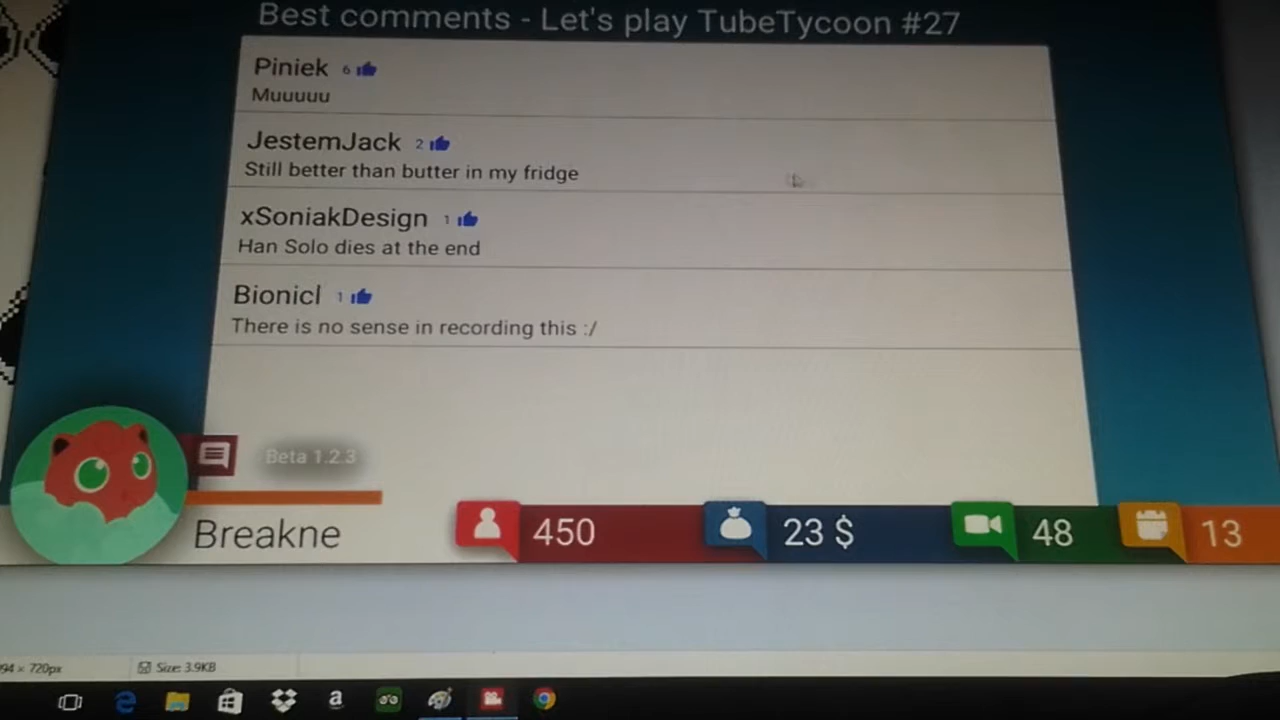 Best comments - Let's play TubeTycoon #27
Piniek 6
Muuuuu
JestemJack 2
Still better than butter in my fridge
xSoniakDesign 1
Han Solo dies at the end
Bionicl 1
There is no sense in recording this :/
Beta 1.2.3
Breakne
450
23 $
48
13
94 × 720px
Size: 3.9KB
a